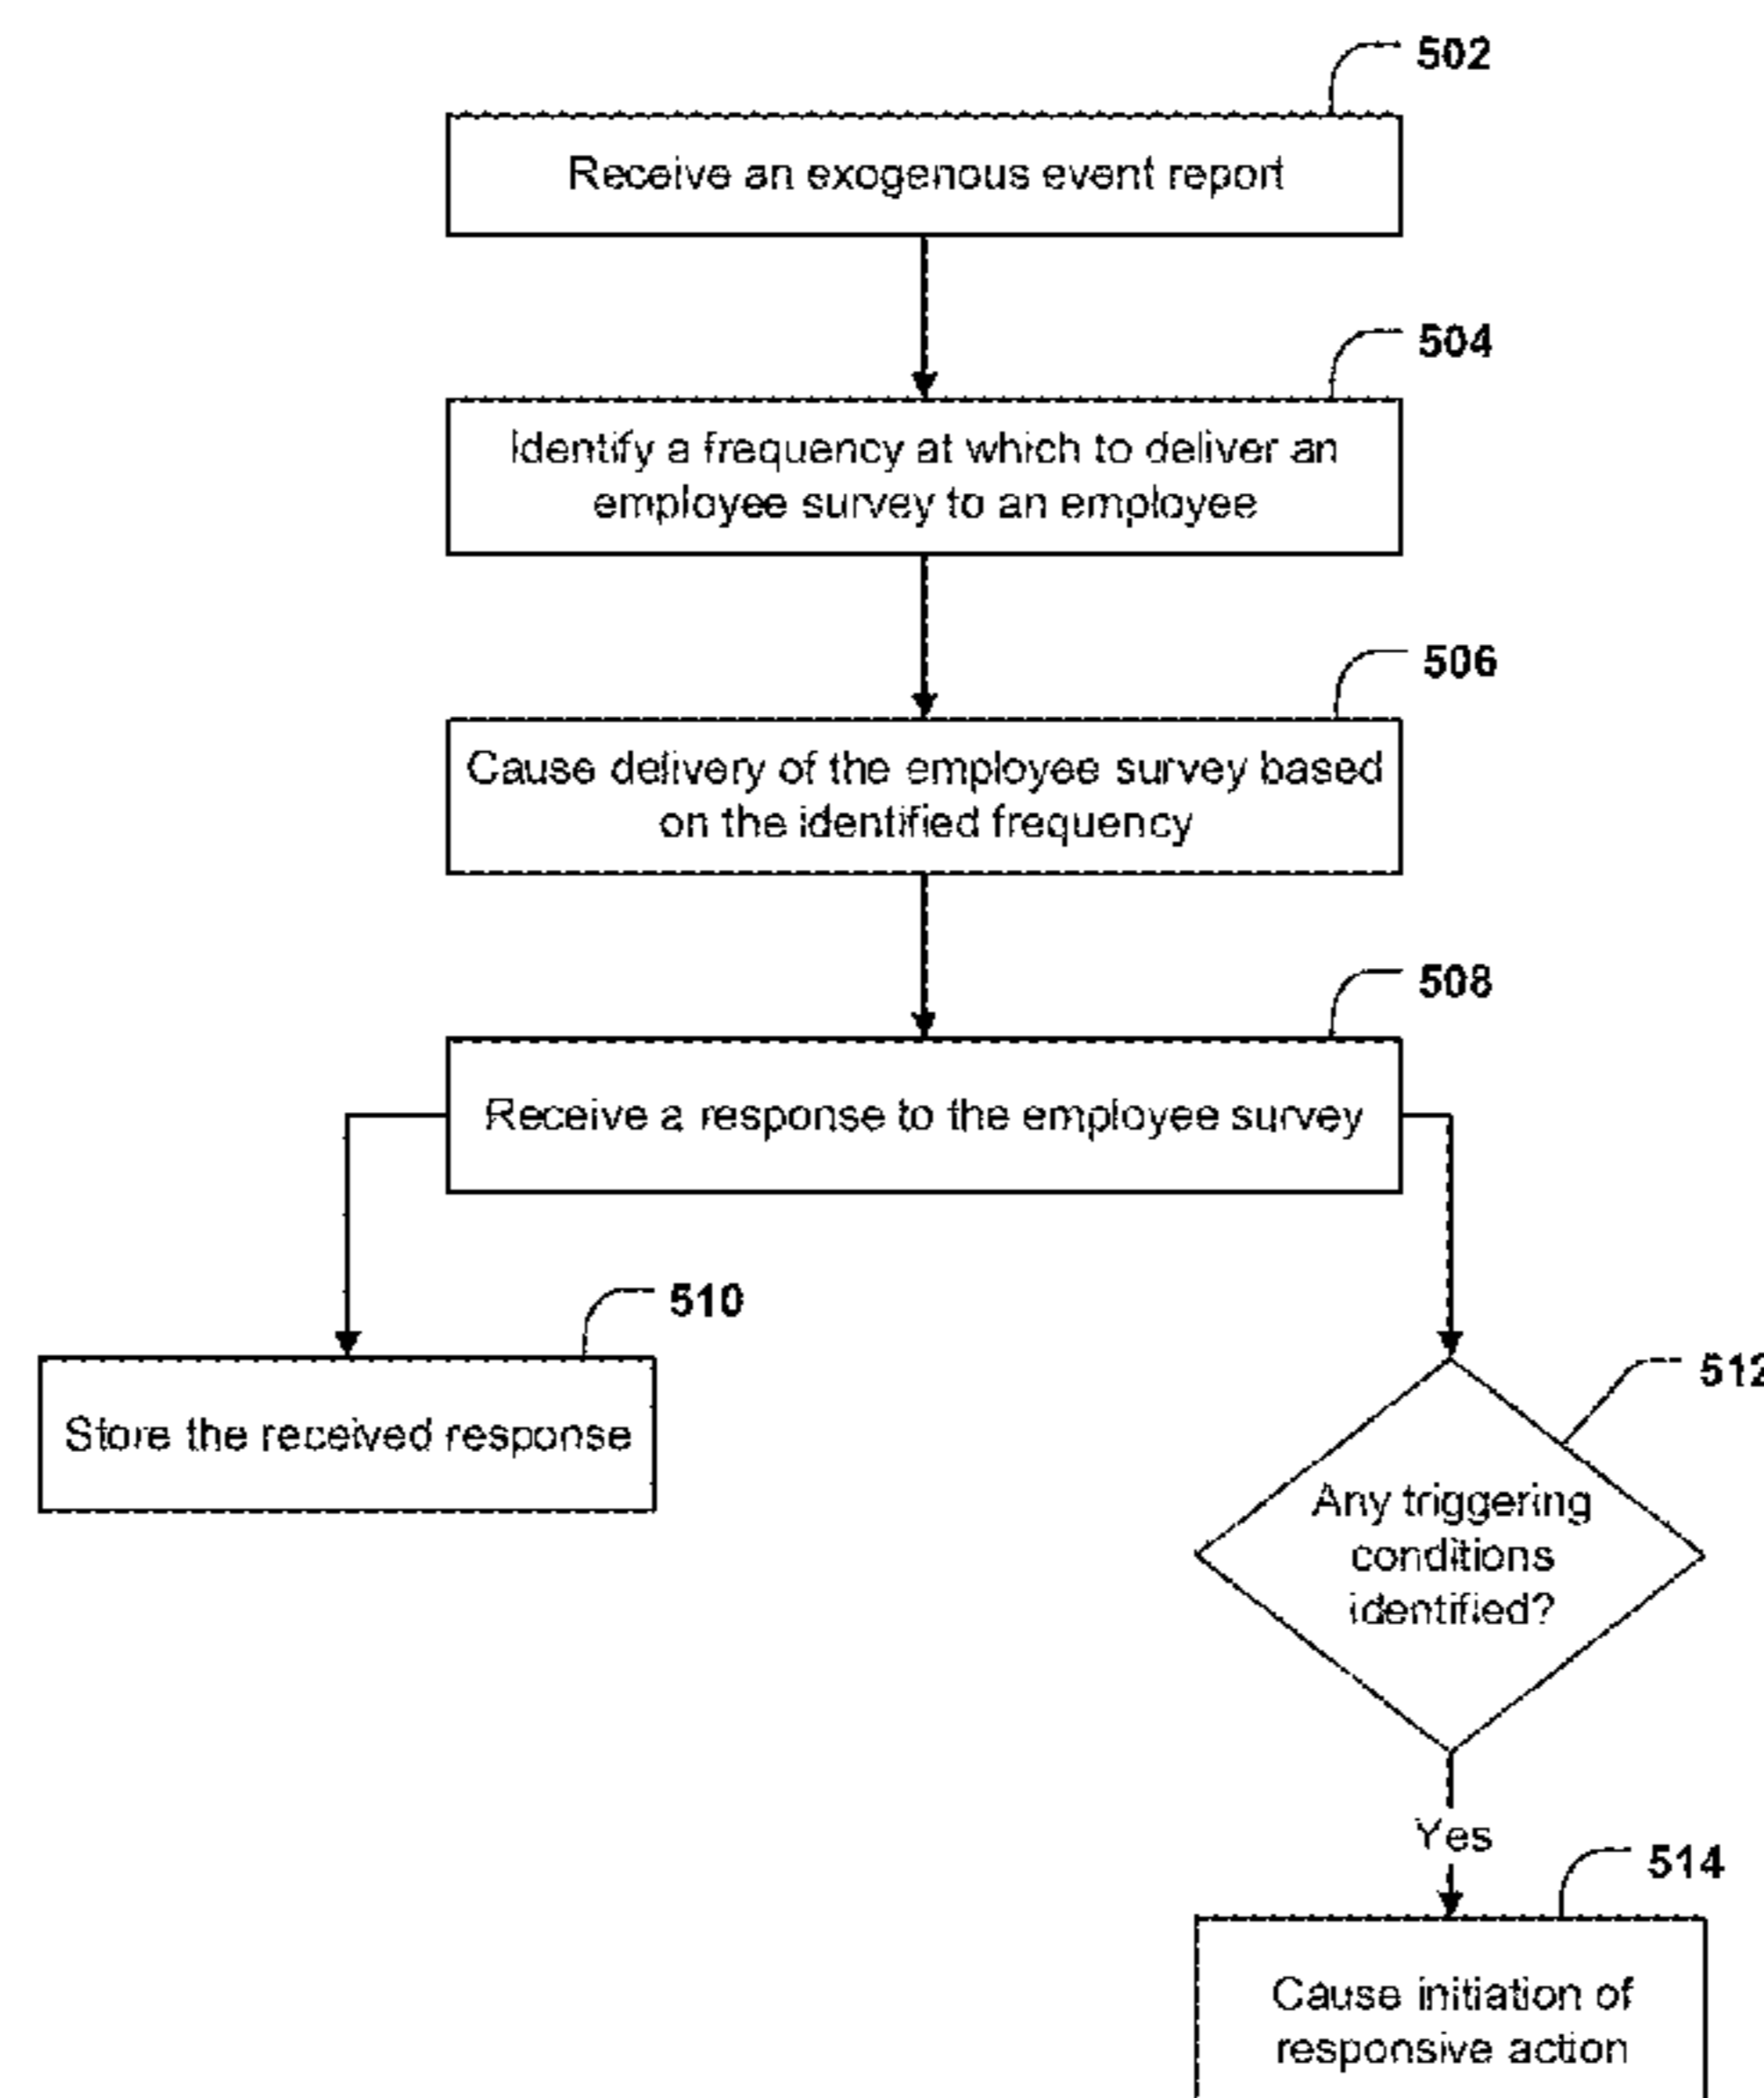 502
Receive an exogenous event report
504
Identify a frequency at which to deliver an
employee survey to an employee
506
Cause delivery of the employee survey based
on the identified frequency
508
Receive a response to the employee survey
510
Store the received response
512
Any triggering
conditions
identified?
Yes
514
Cause initiation of
responsive action